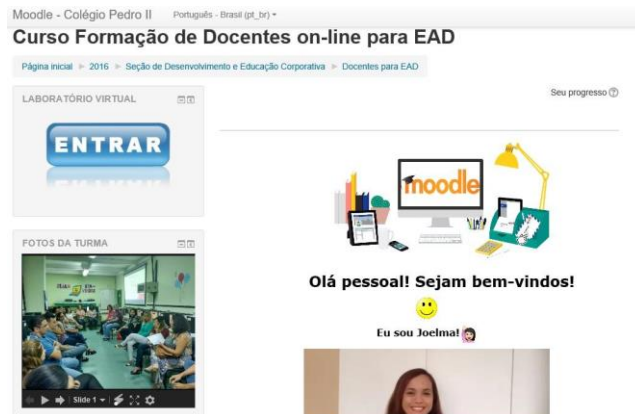 Moodle - Colégio Pedro II Português - Brasil (pt_br)
Curso Formação de Docentes on-line para EAD
Página inicial 2016 Seção de Desenvolvimento e Educação Corporativa Docentes para EAD
LABORATÓRIO VIRTUAL
ENTRAR
FOTOS DA TURMA
Slide 1
Seu progresso
moodle
Olá pessoal! Sejam bem-vindos!
Eu sou Joelma!